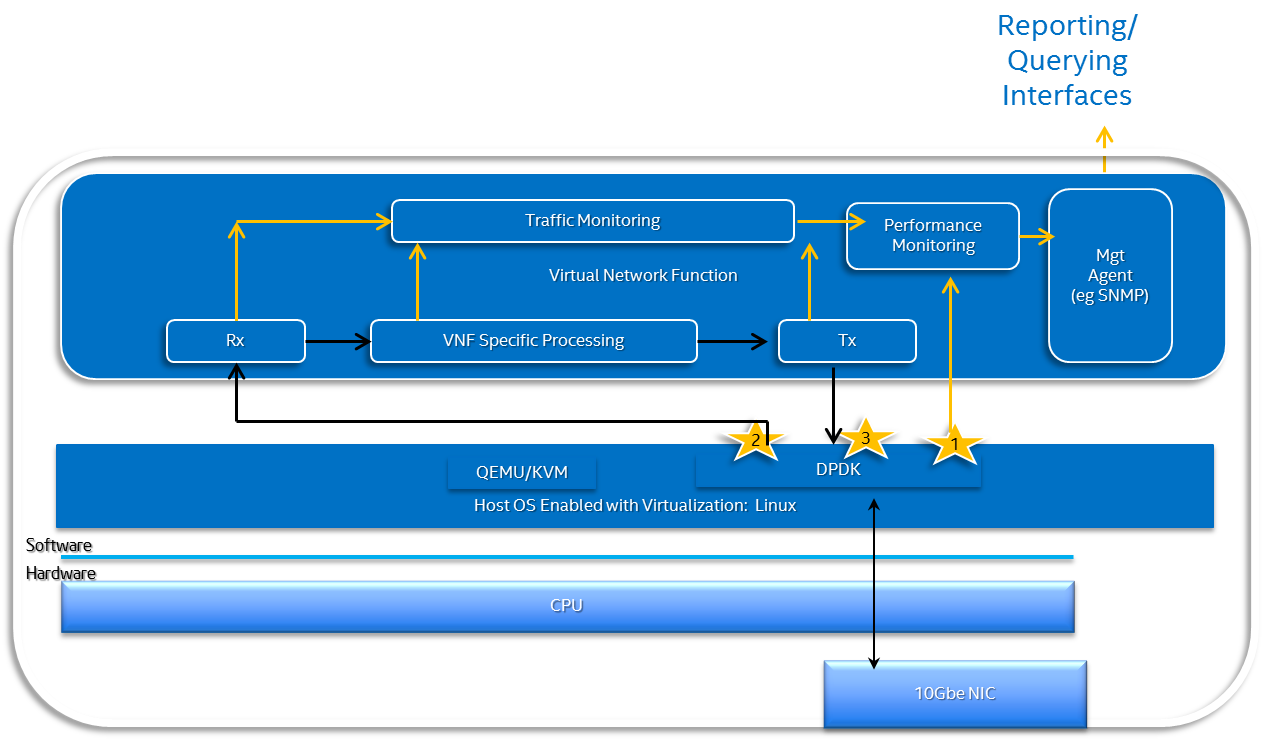 Reporting/
Querying
Interfaces
Traffic Monitoring
Performance
Monitoring
Mgt
Agent
(eg SNMP)
Virtual Network Function
Rx
VNF Specific Processing
Tx
2
3
1
QEMU/KVM
DPDK
Host OS Enabled with Virtualization: Linux
Software
Hardware
CPU
10Gbe NIC